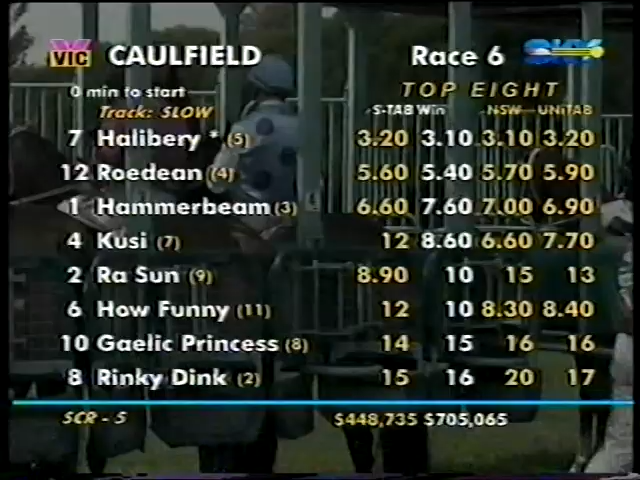 VIC CAULFIELD Race 6 SKY
0 min to start TOP EIGHT
Track: SLOW S-TAB Win NSW UNiTAB
7 Halibery * (5) 3.20 3.10 3.10 3.20
12 Roedean (4) 5.60 5.40 5.70 5.90
1 Hammerbeam (3) 6.60 7.60 7.00 6.90
4 Kusi (7) 12 8.60 6.60 7.70
2 Ra Sun (9) 8.90 10 15 13
6 How Funny (11) 12 10 8.30 8.40
10 Gaelic Princess (8) 14 15 16 16
8 Rinky Dink (2) 15 16 20 17
SCR - 5 $448,735 $705,065